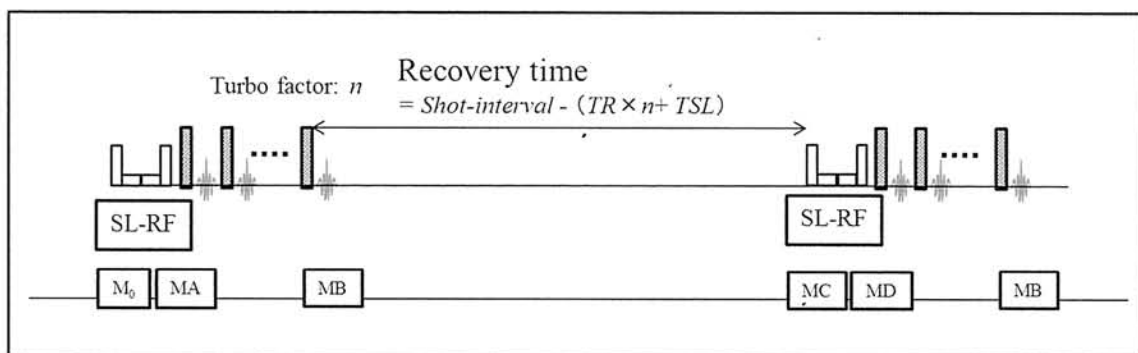 Recovery time
Turbo factor: n
= Shot-interval - (TR × n+ TSL)
SL-RF
SL-RF
M₀ MA MB MC MD MB